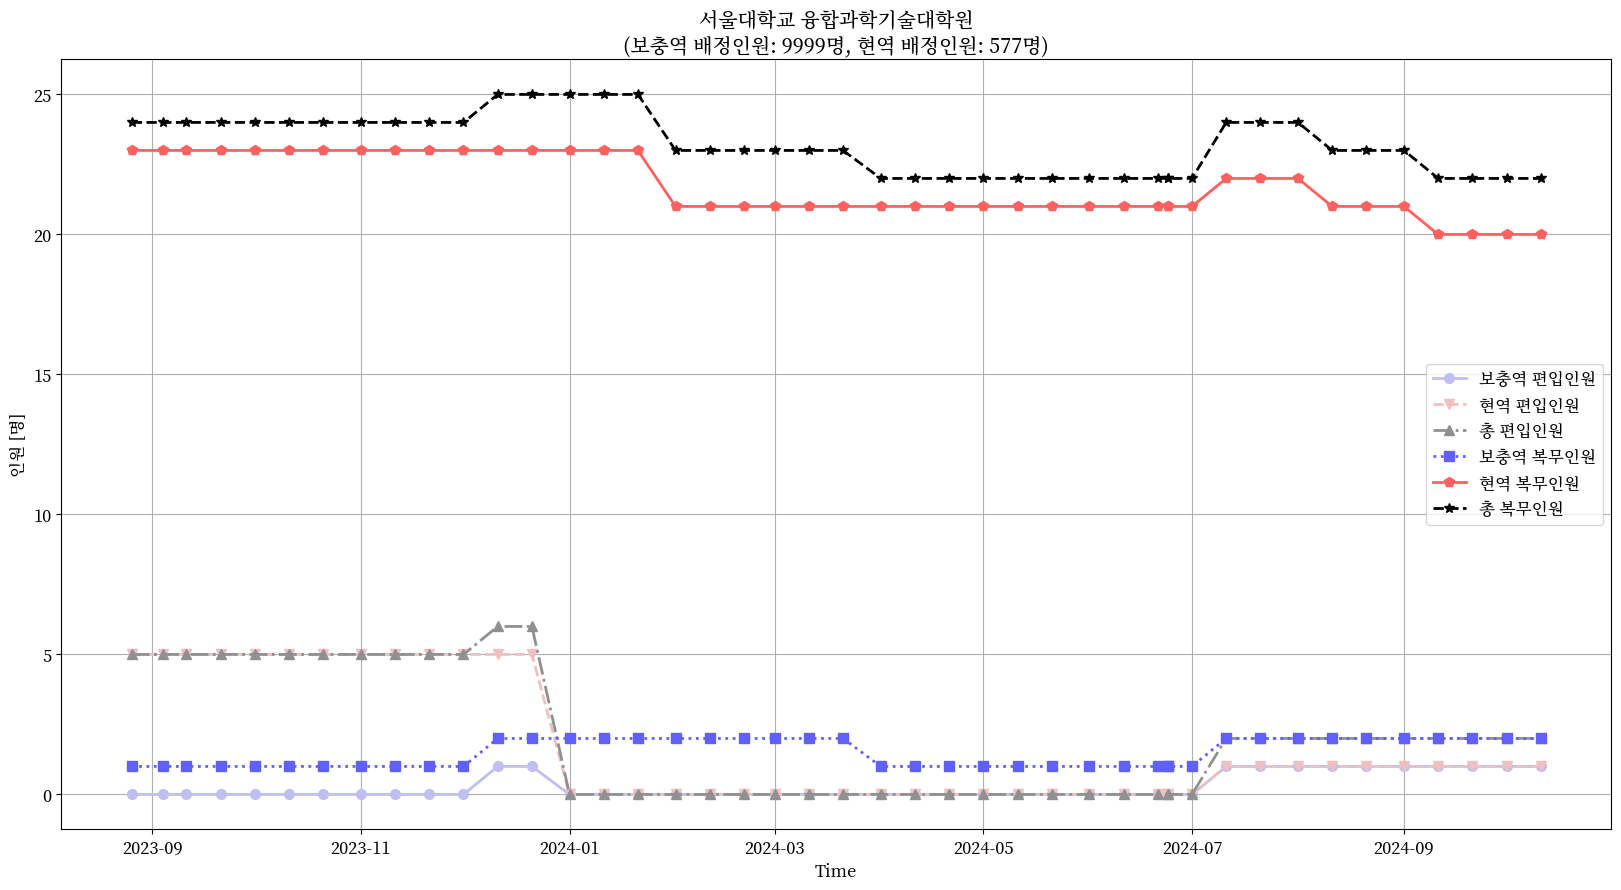 서울대학교 융합과학기술대학원
(보충역 배정인원: 9999명, 현역 배정인원: 577명)
인원 [명]
25
20
15
10
5
0
보충역 편입인원
현역 편입인원
총 편입인원
보충역 복무인원
현역 복무인원
총 복무인원
2023-09 2023-11 2024-01 2024-03 2024-05 2024-07 2024-09
Time